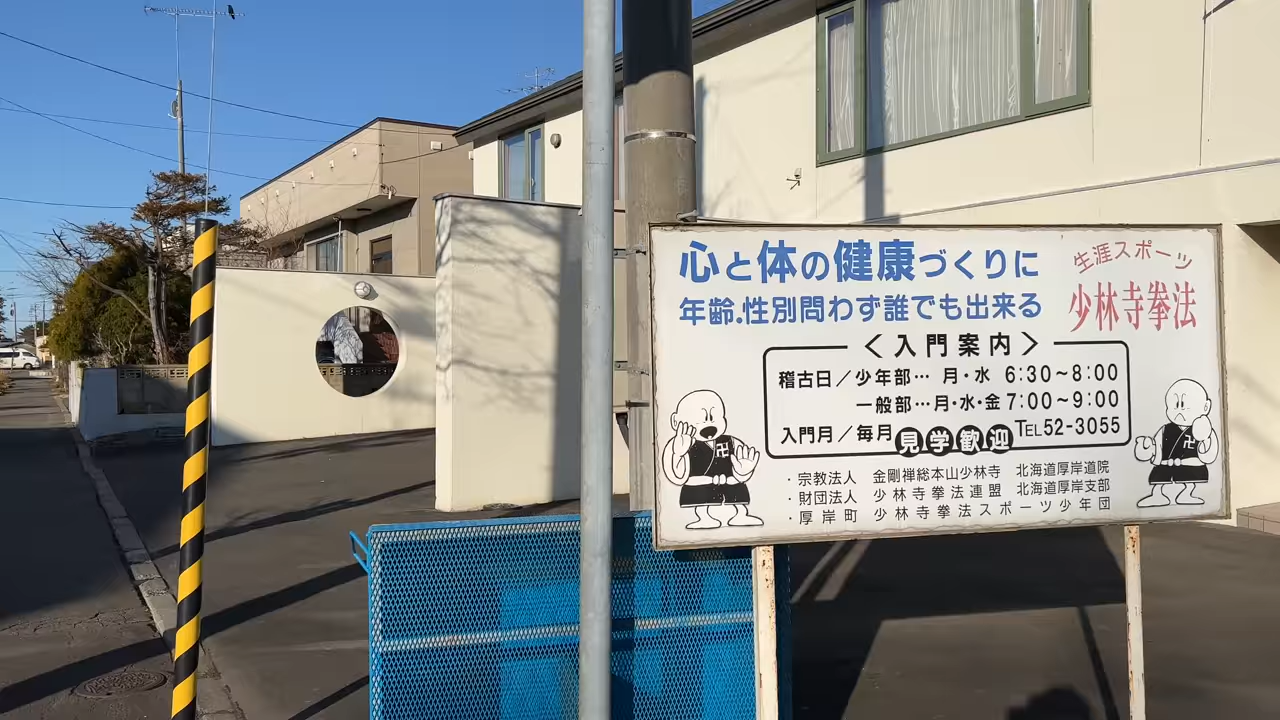 心と体の健康づくりに
年齢.性別問わず誰でも出来る
生涯スポーツ
少林寺拳法
〈入門案内〉
稽古日／少年部… 月・水 6:30~8:00
一般部…月・水・金 7:00~9:00
入門月／毎月 見学歓迎 TEL52-3055
・宗教法人 金剛禅総本山少林寺 北海道厚岸道院
・財団法人 少林寺拳法連盟 北海道厚岸支部
・厚岸町 少林寺拳法スポーツ少年団
卍
卍